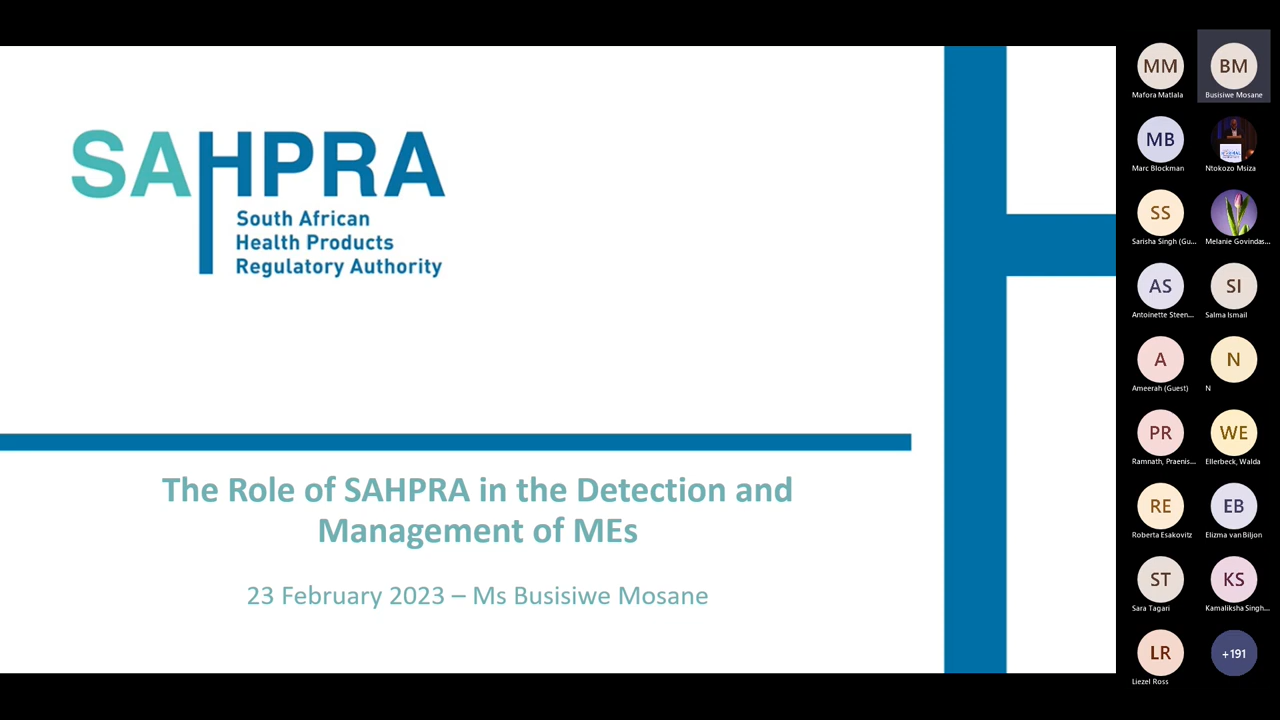 SAHPRA
South African
Health Products
Regulatory Authority
The Role of SAHPRA in the Detection and
Management of MEs
23 February 2023 – Ms Busisiwe Mosane
MM
BM
Mafora Matlala
Busisiwe Mosane
MB
Marc Blockman
Ntokozo Msiza
SS
Sarisha Singh (Gu...
Melanie Govindas...
AS
SI
Antoinette Steen...
Salma Ismail
A
N
Ameerah (Guest)
N
PR
WE
Ramnath, Praenis...
Ellerbeck, Walda
RE
EB
Roberta Esakovitz
Elizma van Biljon
ST
KS
Sara Tagari
Kamaliksha Singh...
LR
+191
Liezel Ross